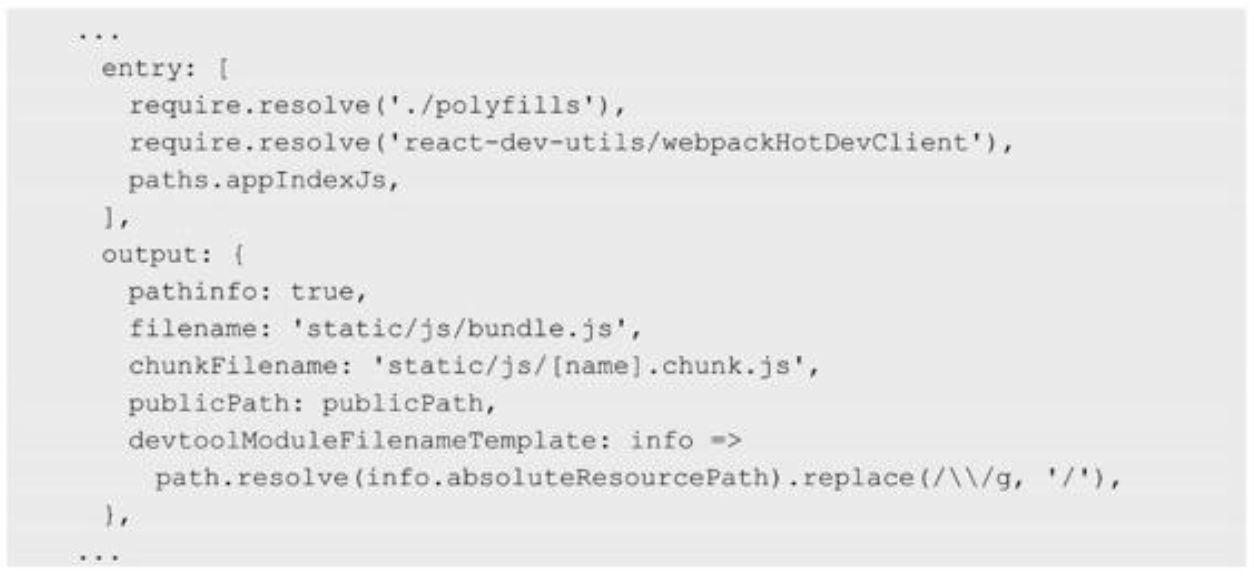 ...
entry: [
require.resolve('./polyfills'),
require.resolve('react-dev-utils/webpackHotDevClient'),
paths.appIndexJs,
],
output: {
pathinfo: true,
filename: 'static/js/bundle.js',
chunkFilename: 'static/js/[name].chunk.js',
publicPath: publicPath,
devtoolModuleFilenameTemplate: info =>
path.resolve(info.absoluteResourcePath).replace(/\\/g, '/'),
},
...